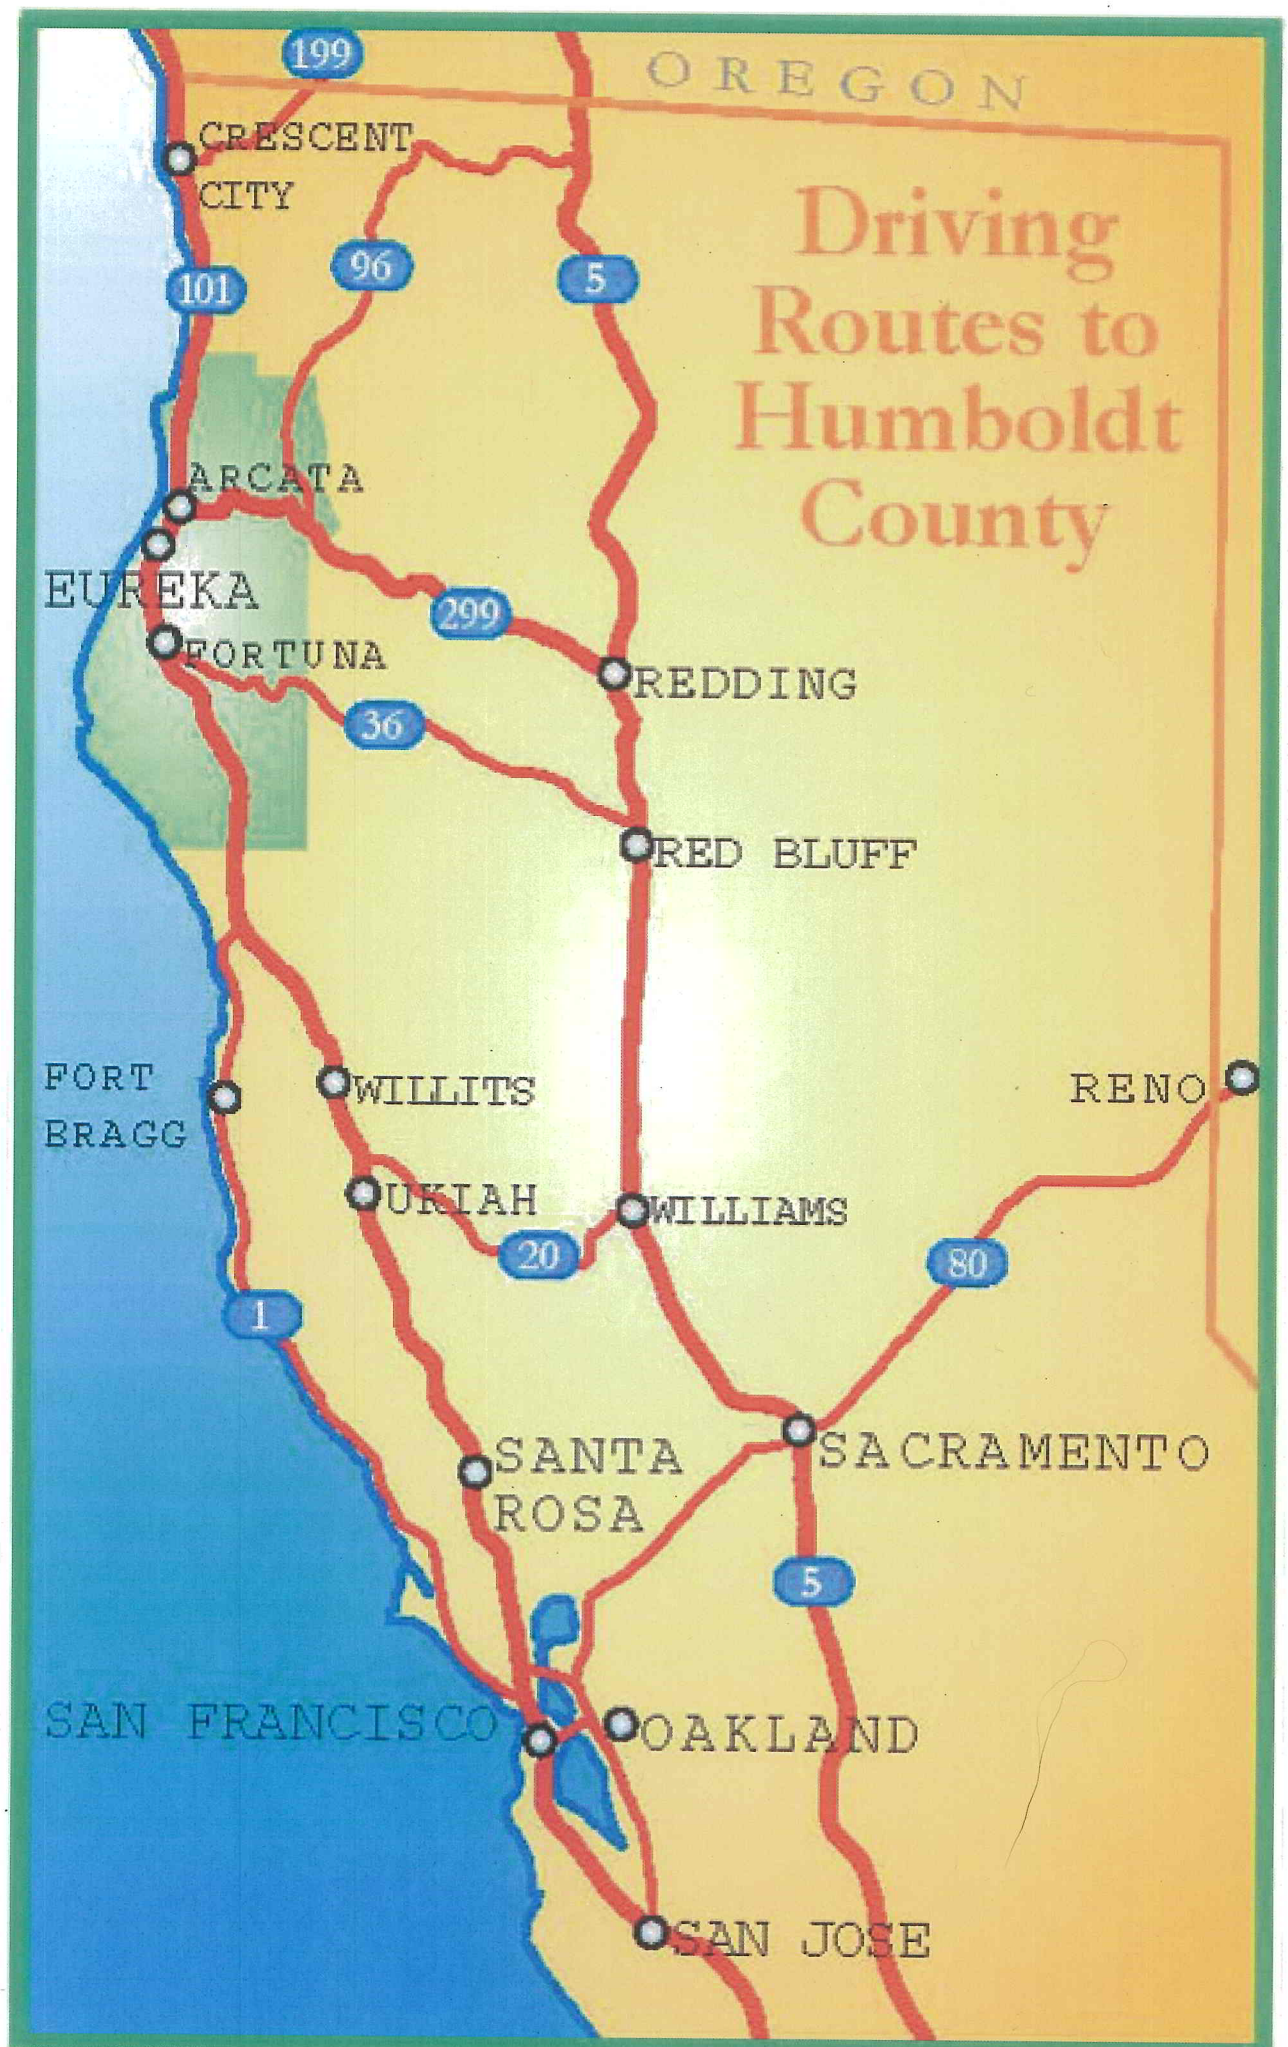 199
OREGON
CRESCENT
CITY
Driving
Routes to
Humboldt
County
96
5
101
ARCATA
EUREKA
299
FORTUNA
REDDING
36
RED BLUFF
FORT
BRAGG
WILLITS
RENO
UKIAH
WILLIAMS
20
80
1
SANTA
ROSA
SACRAMENTO
5
SAN FRANCISCO
OAKLAND
SAN JOSE